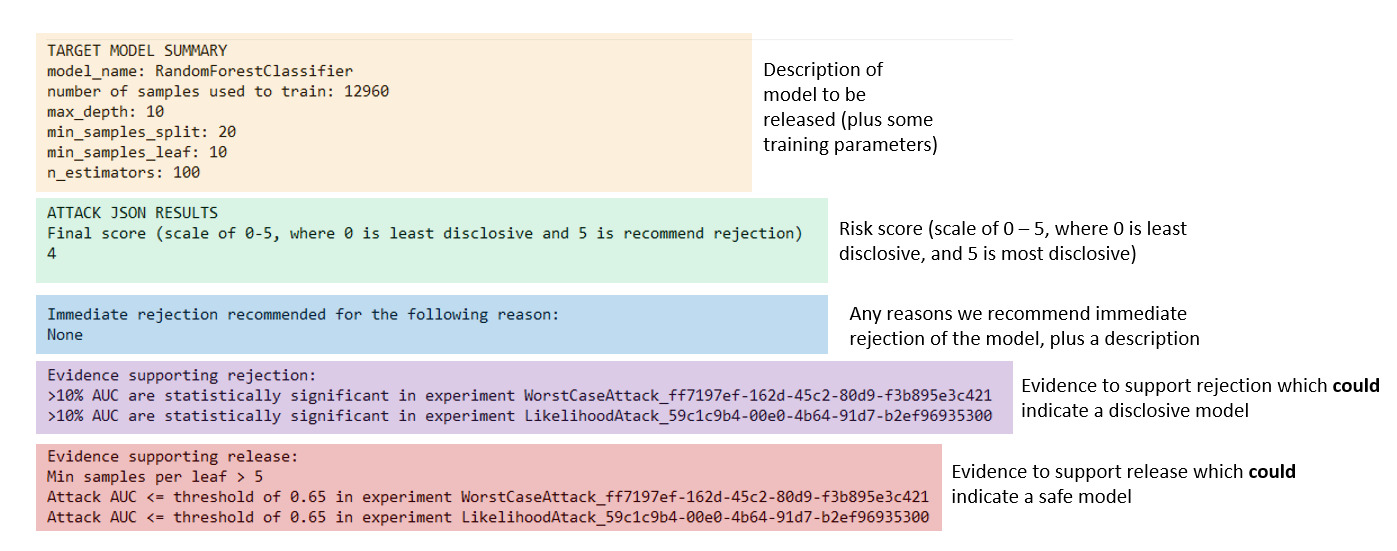 TARGET MODEL SUMMARY
model_name: RandomForestClassifier
number of samples used to train: 12960
max_depth: 10
min_samples_split: 20
min_samples_leaf: 10
n_estimators: 100
Description of
model to be
released (plus some
training parameters)
ATTACK JSON RESULTS
Final score (scale of 0-5, where 0 is least disclosive and 5 is recommend rejection)
4
Risk score (scale of 0 – 5, where 0 is least
disclosive, and 5 is most disclosive)
Immediate rejection recommended for the following reason:
None
Any reasons we recommend immediate
rejection of the model, plus a description
Evidence supporting rejection:
>10% AUC are statistically significant in experiment WorstCaseAttack_ff7197ef-162d-45c2-80d9-f3b895e3c421
>10% AUC are statistically significant in experiment LikelihoodAtack_59c1c9b4-00e0-4b64-91d7-b2ef96935300
Evidence to support rejection which could
indicate a disclosive model
Evidence supporting release:
Min samples per leaf > 5
Attack AUC <= threshold of 0.65 in experiment WorstCaseAttack_ff7197ef-162d-45c2-80d9-f3b895e3c421
Attack AUC <= threshold of 0.65 in experiment LikelihoodAtack_59c1c9b4-00e0-4b64-91d7-b2ef96935300
Evidence to support release which could
indicate a safe model